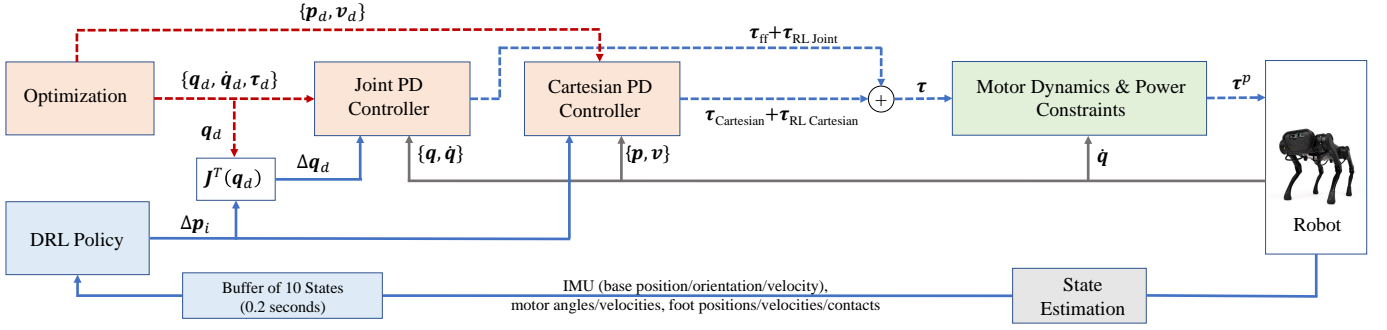 {𝒑_d, 𝒗_d}
𝝉_ff+𝝉_RL Joint
Optimization
{𝒒_d, 𝒒̇_d, 𝝉_d}
Joint PD
Controller
Cartesian PD
Controller
+
𝝉
Motor Dynamics & Power
Constraints
𝝉^p
𝝉_Cartesian+𝝉_RL Cartesian
𝒒_d
{𝒒, 𝒒̇}
{𝒑, 𝒗}
𝒒̇
Δ𝒒_d
𝑱^T(𝒒_d)
Δ𝒑_i
DRL Policy
Robot
Buffer of 10 States
(0.2 seconds)
IMU (base position/orientation/velocity),
motor angles/velocities, foot positions/velocities/contacts
State
Estimation